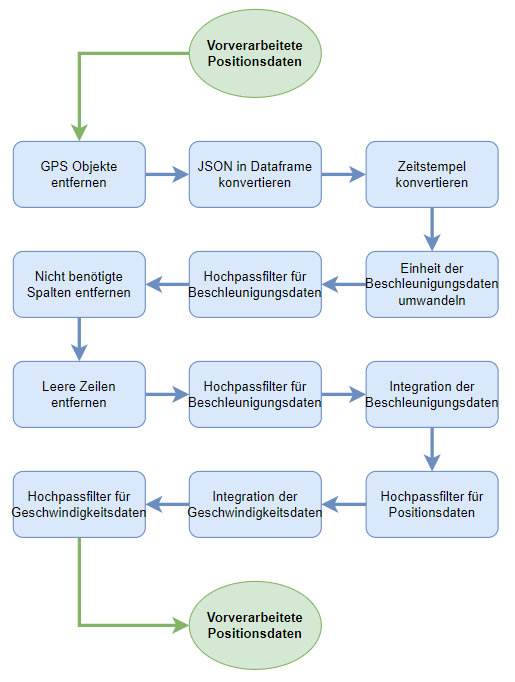 Vorverarbeitete
Positionsdaten
GPS Objekte
entfernen
JSON in Dataframe
konvertieren
Zeitstempel
konvertieren
Einheit der
Beschleunigungsdaten
umwandeln
Hochpassfilter für
Beschleunigungsdaten
Nicht benötigte
Spalten entfernen
Leere Zeilen
entfernen
Hochpassfilter für
Beschleunigungsdaten
Integration der
Beschleunigungsdaten
Hochpassfilter für
Positionsdaten
Integration der
Geschwindigkeitsdaten
Hochpassfilter für
Geschwindigkeitsdaten
Vorverarbeitete
Positionsdaten